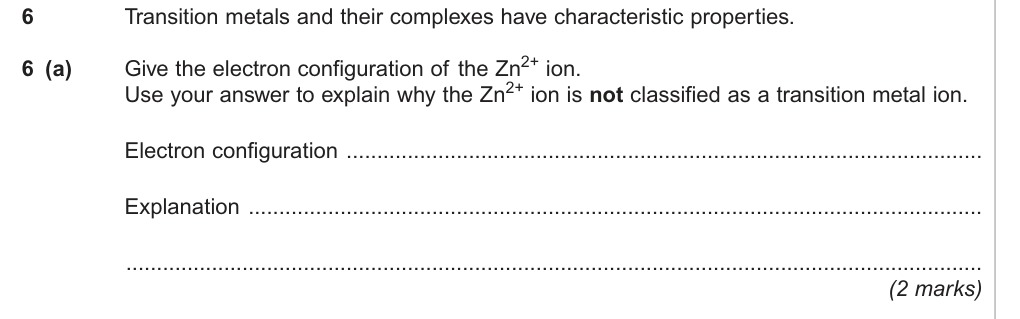 6 Transition metals and their complexes have characteristic properties.
6 (a) Give the electron configuration of the Zn²⁺ ion.
Use your answer to explain why the Zn²⁺ ion is not classified as a transition metal ion.
Electron configuration ..........................................................................................................
Explanation ..........................................................................................................................
...............................................................................................................................................
(2 marks)